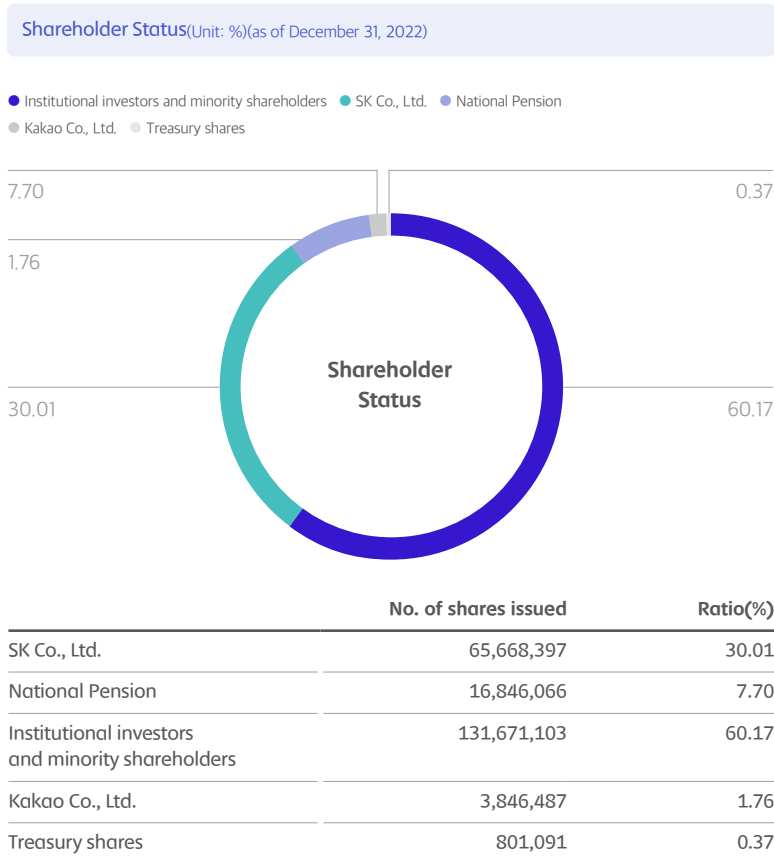 Shareholder Status(Unit: %)(as of December 31, 2022)
Institutional investors and minority shareholders SK Co., Ltd. National Pension
Kakao Co., Ltd. Treasury shares
7.70 0.37
1.76
Shareholder
Status
30.01 60.17
No. of shares issued Ratio(%)
SK Co., Ltd. 65,668,397 30.01
National Pension 16,846,066 7.70
Institutional investors 131,671,103 60.17
and minority shareholders
Kakao Co., Ltd. 3,846,487 1.76
Treasury shares 801,091 0.37